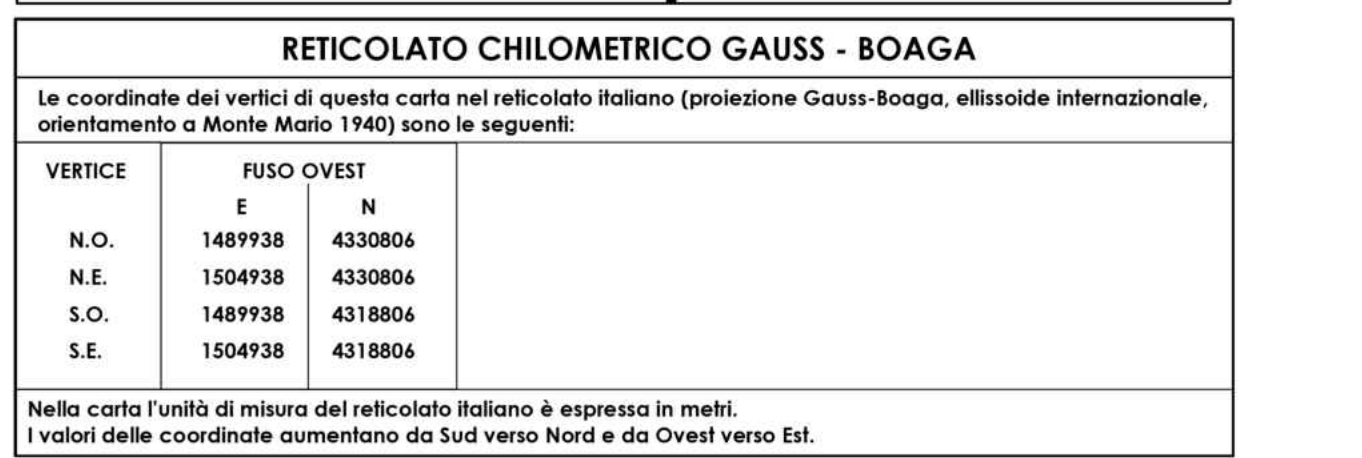 RETICOLATO CHILOMETRICO GAUSS - BOAGA
Le coordinate dei vertici di questa carta nel reticolato italiano (proiezione Gauss-Boaga, ellissoide internazionale,
orientamento a Monte Mario 1940) sono le seguenti:
VERTICE FUSO OVEST
E N
N.O. 1489938 4330806
N.E. 1504938 4330806
S.O. 1489938 4318806
S.E. 1504938 4318806
Nella carta l'unità di misura del reticolato italiano è espressa in metri.
I valori delle coordinate aumentano da Sud verso Nord e da Ovest verso Est.